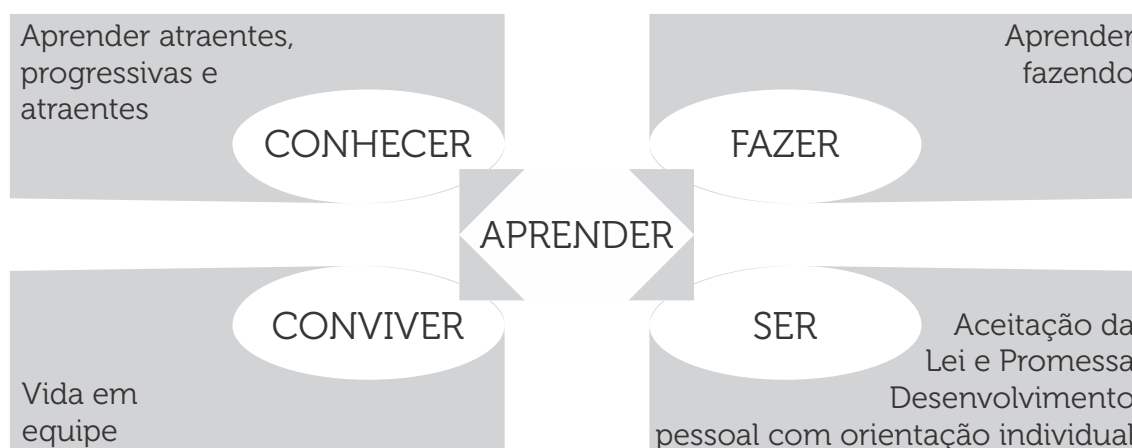 Aprender atraentes,
progressivas e
atraentes
CONHECER
Aprender
fazendo
FAZER
APRENDER
CONVIVER
Vida em
equipe
SER
Aceitação da
Lei e Promessa
Desenvolvimento
pessoal com orientação individual